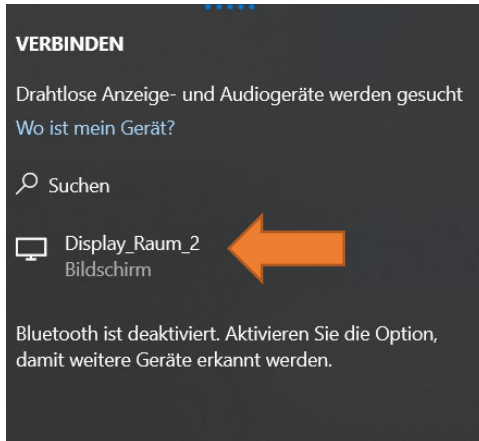 VERBINDEN
Drahtlose Anzeige- und Audiogeräte werden gesucht
Wo ist mein Gerät?
Suchen
Display_Raum_2
Bildschirm
Bluetooth ist deaktiviert. Aktivieren Sie die Option,
damit weitere Geräte erkannt werden.